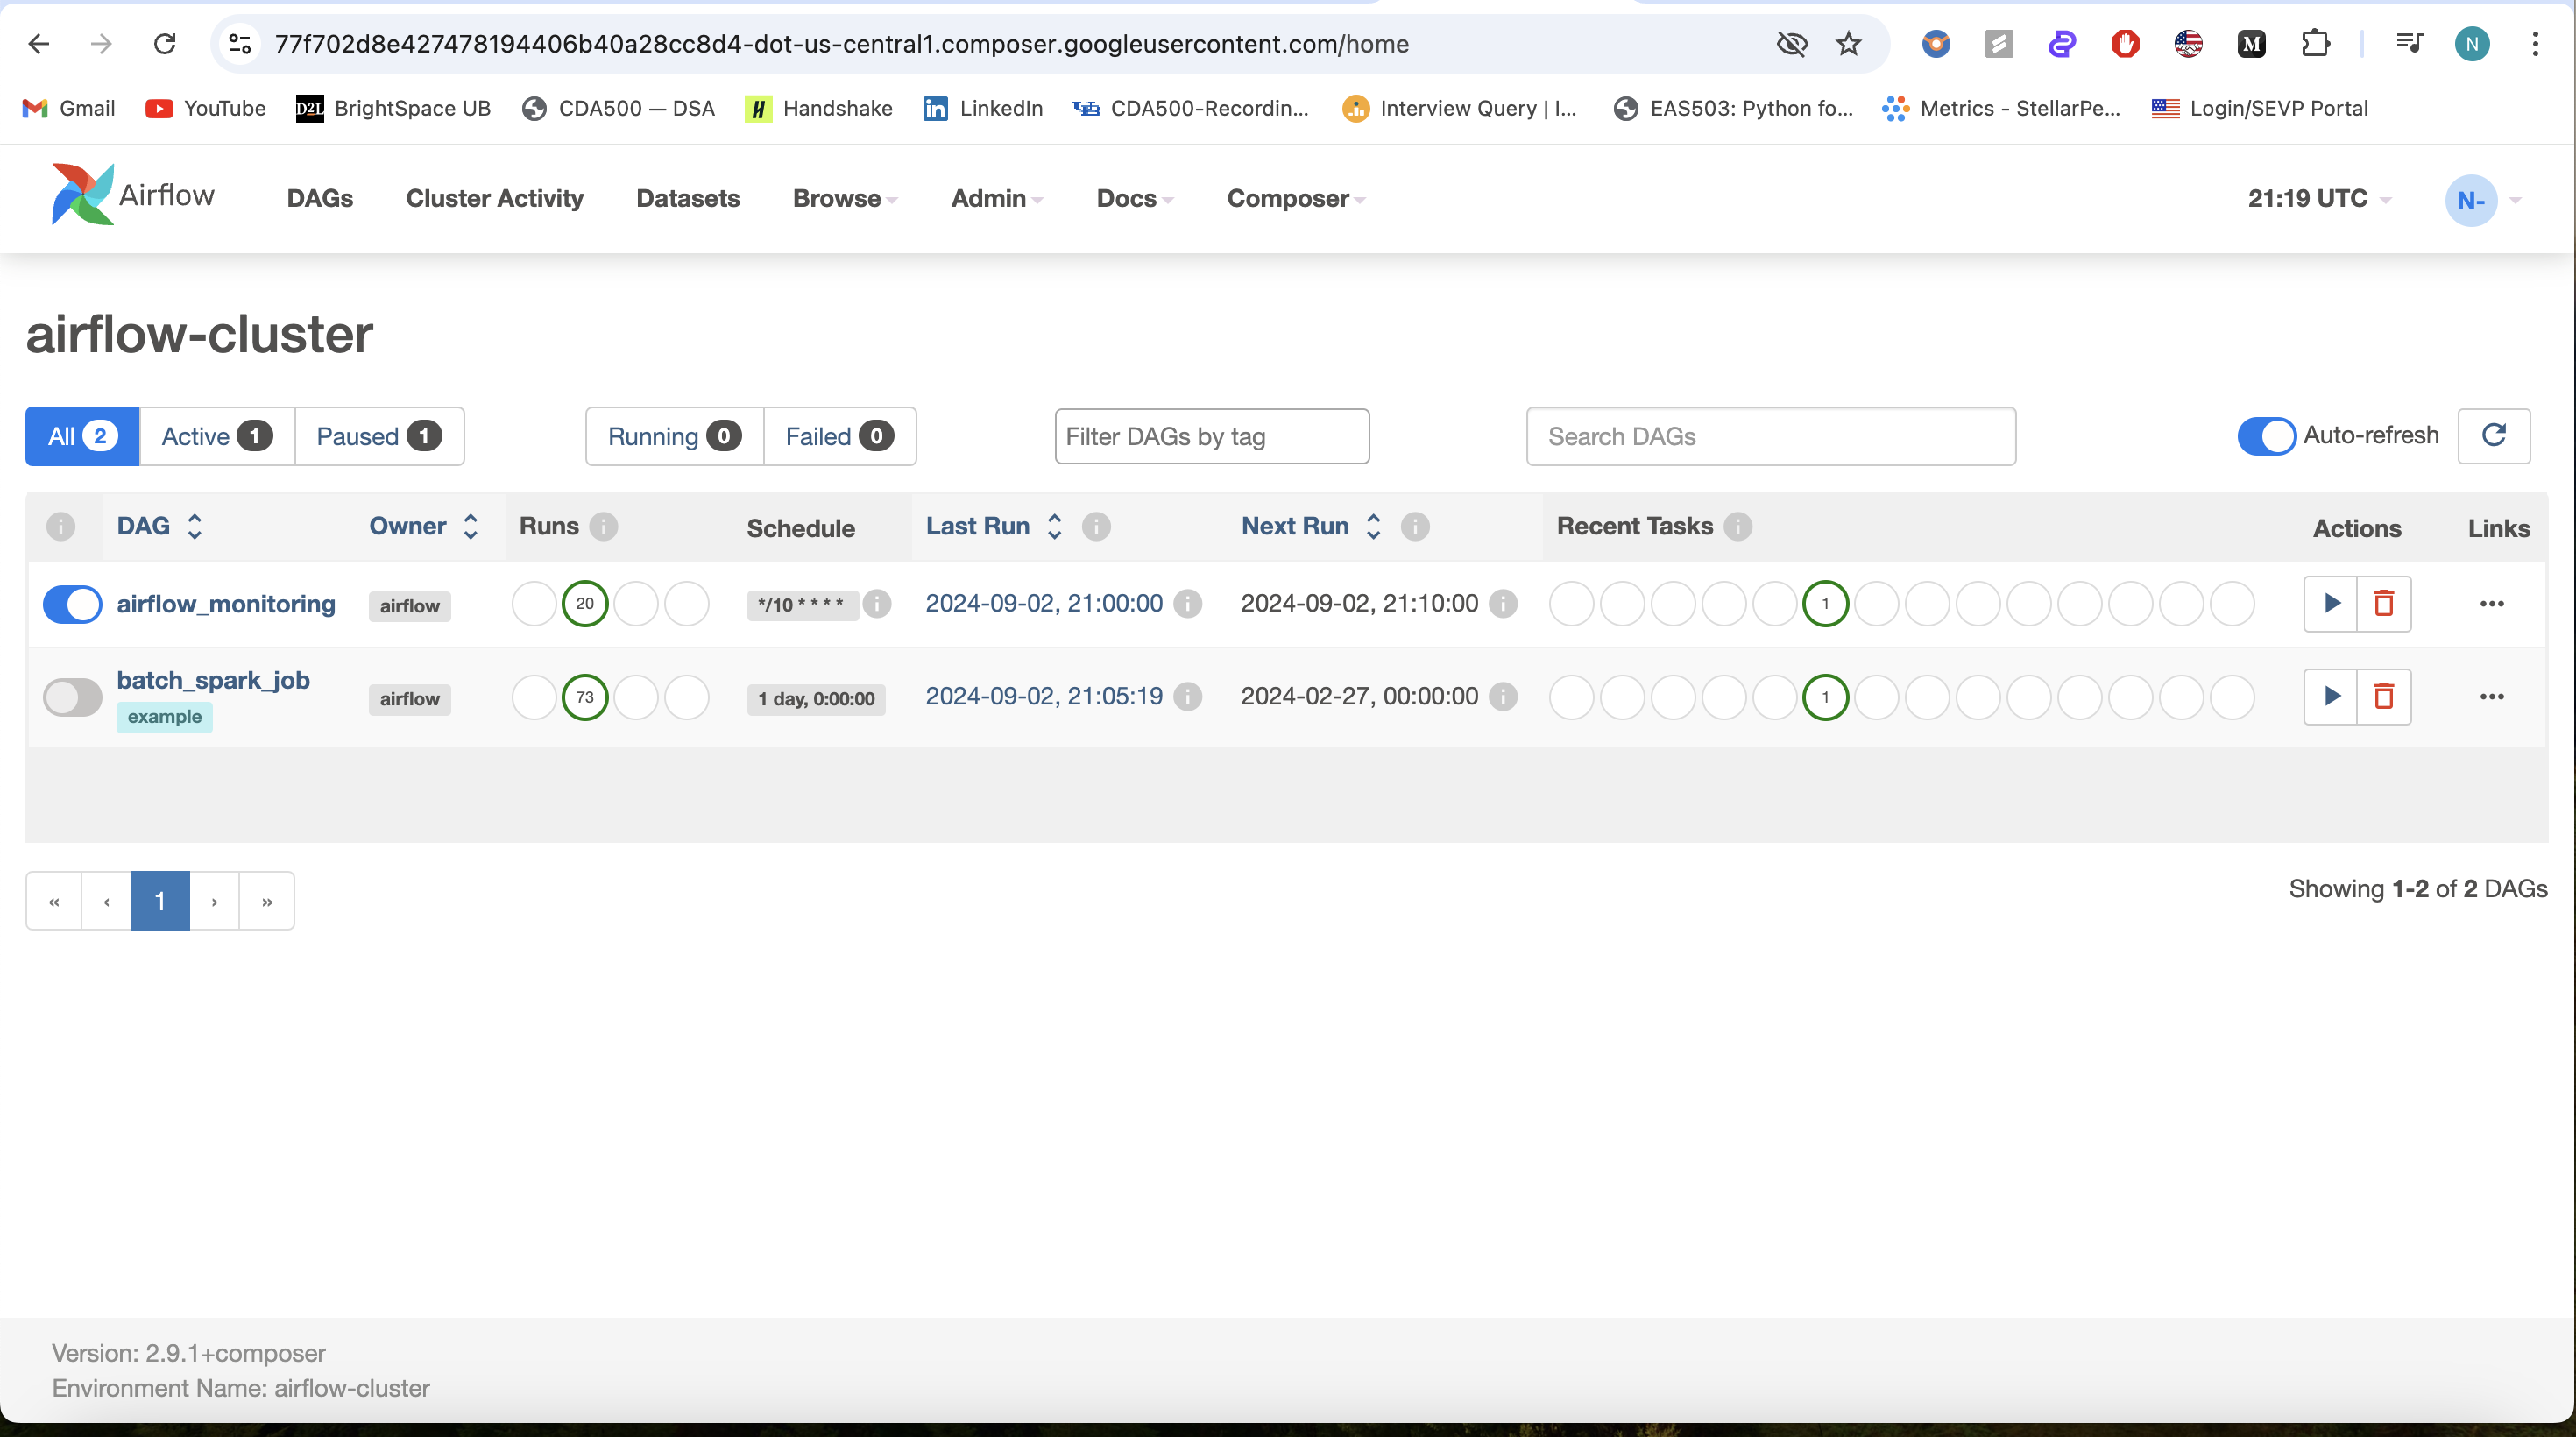 77f702d8e427478194406b40a28cc8d4-dot-us-central1.composer.googleusercontent.com/home
M
N
Gmail YouTube D2L BrightSpace UB CDA500 — DSA H Handshake in LinkedIn CDA500-Recordin... Interview Query | I... EAS503: Python fo... Metrics - StellarPe... Login/SEVP Portal
Airflow DAGs Cluster Activity Datasets Browse Admin Docs Composer 21:19 UTC N-
airflow-cluster
All 2 Active 1 Paused 1 Running 0 Failed 0 Filter DAGs by tag Search DAGs Auto-refresh
i DAG Owner Runs i Schedule Last Run i Next Run i Recent Tasks i Actions Links
airflow_monitoring airflow 20 */10 * * * * i 2024-09-02, 21:00:00 i 2024-09-02, 21:10:00 i 1
batch_spark_job airflow 73 1 day, 0:00:00 2024-09-02, 21:05:19 i 2024-02-27, 00:00:00 i 1
example
« ‹ 1 › » Showing 1-2 of 2 DAGs
Version: 2.9.1+composer
Environment Name: airflow-cluster